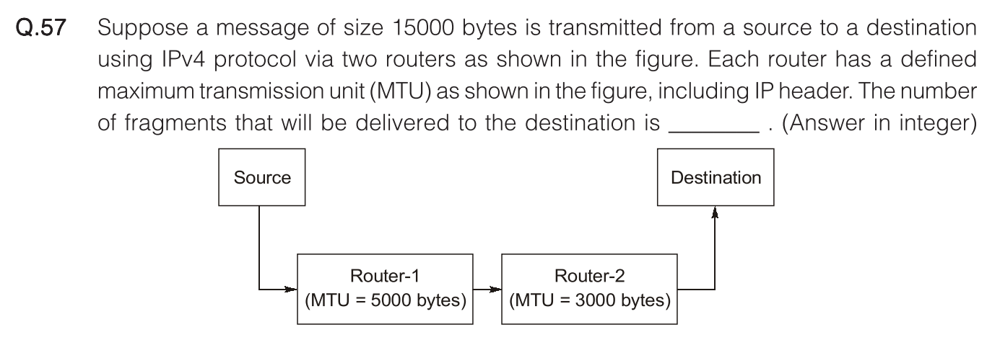 Q.57 Suppose a message of size 15000 bytes is transmitted from a source to a destination
using IPv4 protocol via two routers as shown in the figure. Each router has a defined
maximum transmission unit (MTU) as shown in the figure, including IP header. The number
of fragments that will be delivered to the destination is ________ . (Answer in integer)
Source
Destination
Router-1
(MTU = 5000 bytes)
Router-2
(MTU = 3000 bytes)